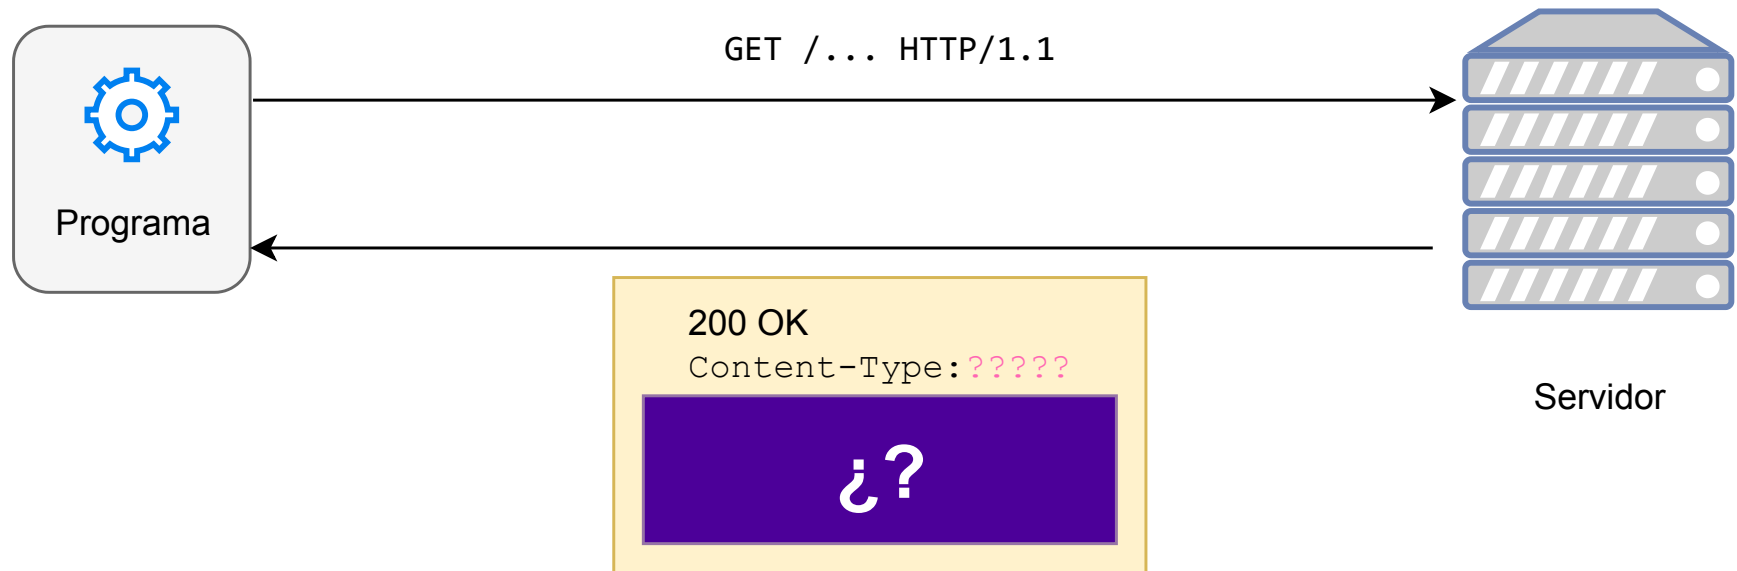 GET /... HTTP/1.1
Programa
200 OK
Content-Type:?????
¿?
Servidor